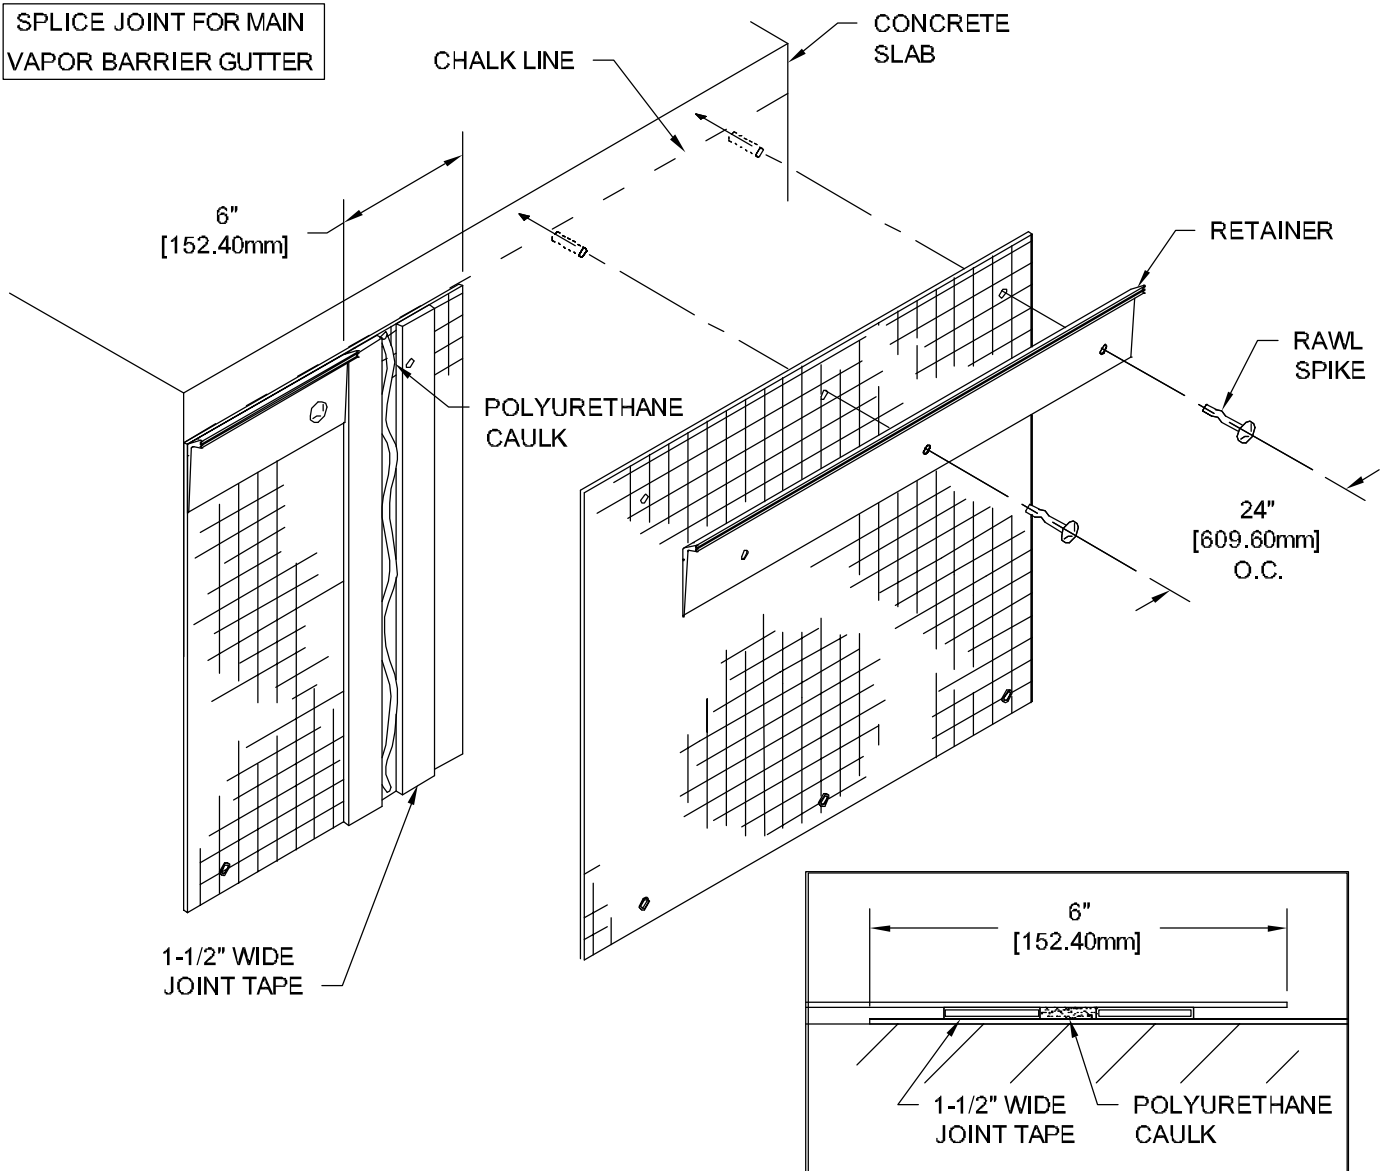 SPLICE JOINT FOR MAIN
VAPOR BARRIER GUTTER
CHALK LINE
CONCRETE
SLAB
6"
[152.40mm]
RETAINER
RAWL
SPIKE
POLYURETHANE
CAULK
24"
[609.60mm]
O.C.
1-1/2" WIDE
JOINT TAPE
6"
[152.40mm]
1-1/2" WIDE
JOINT TAPE
POLYURETHANE
CAULK